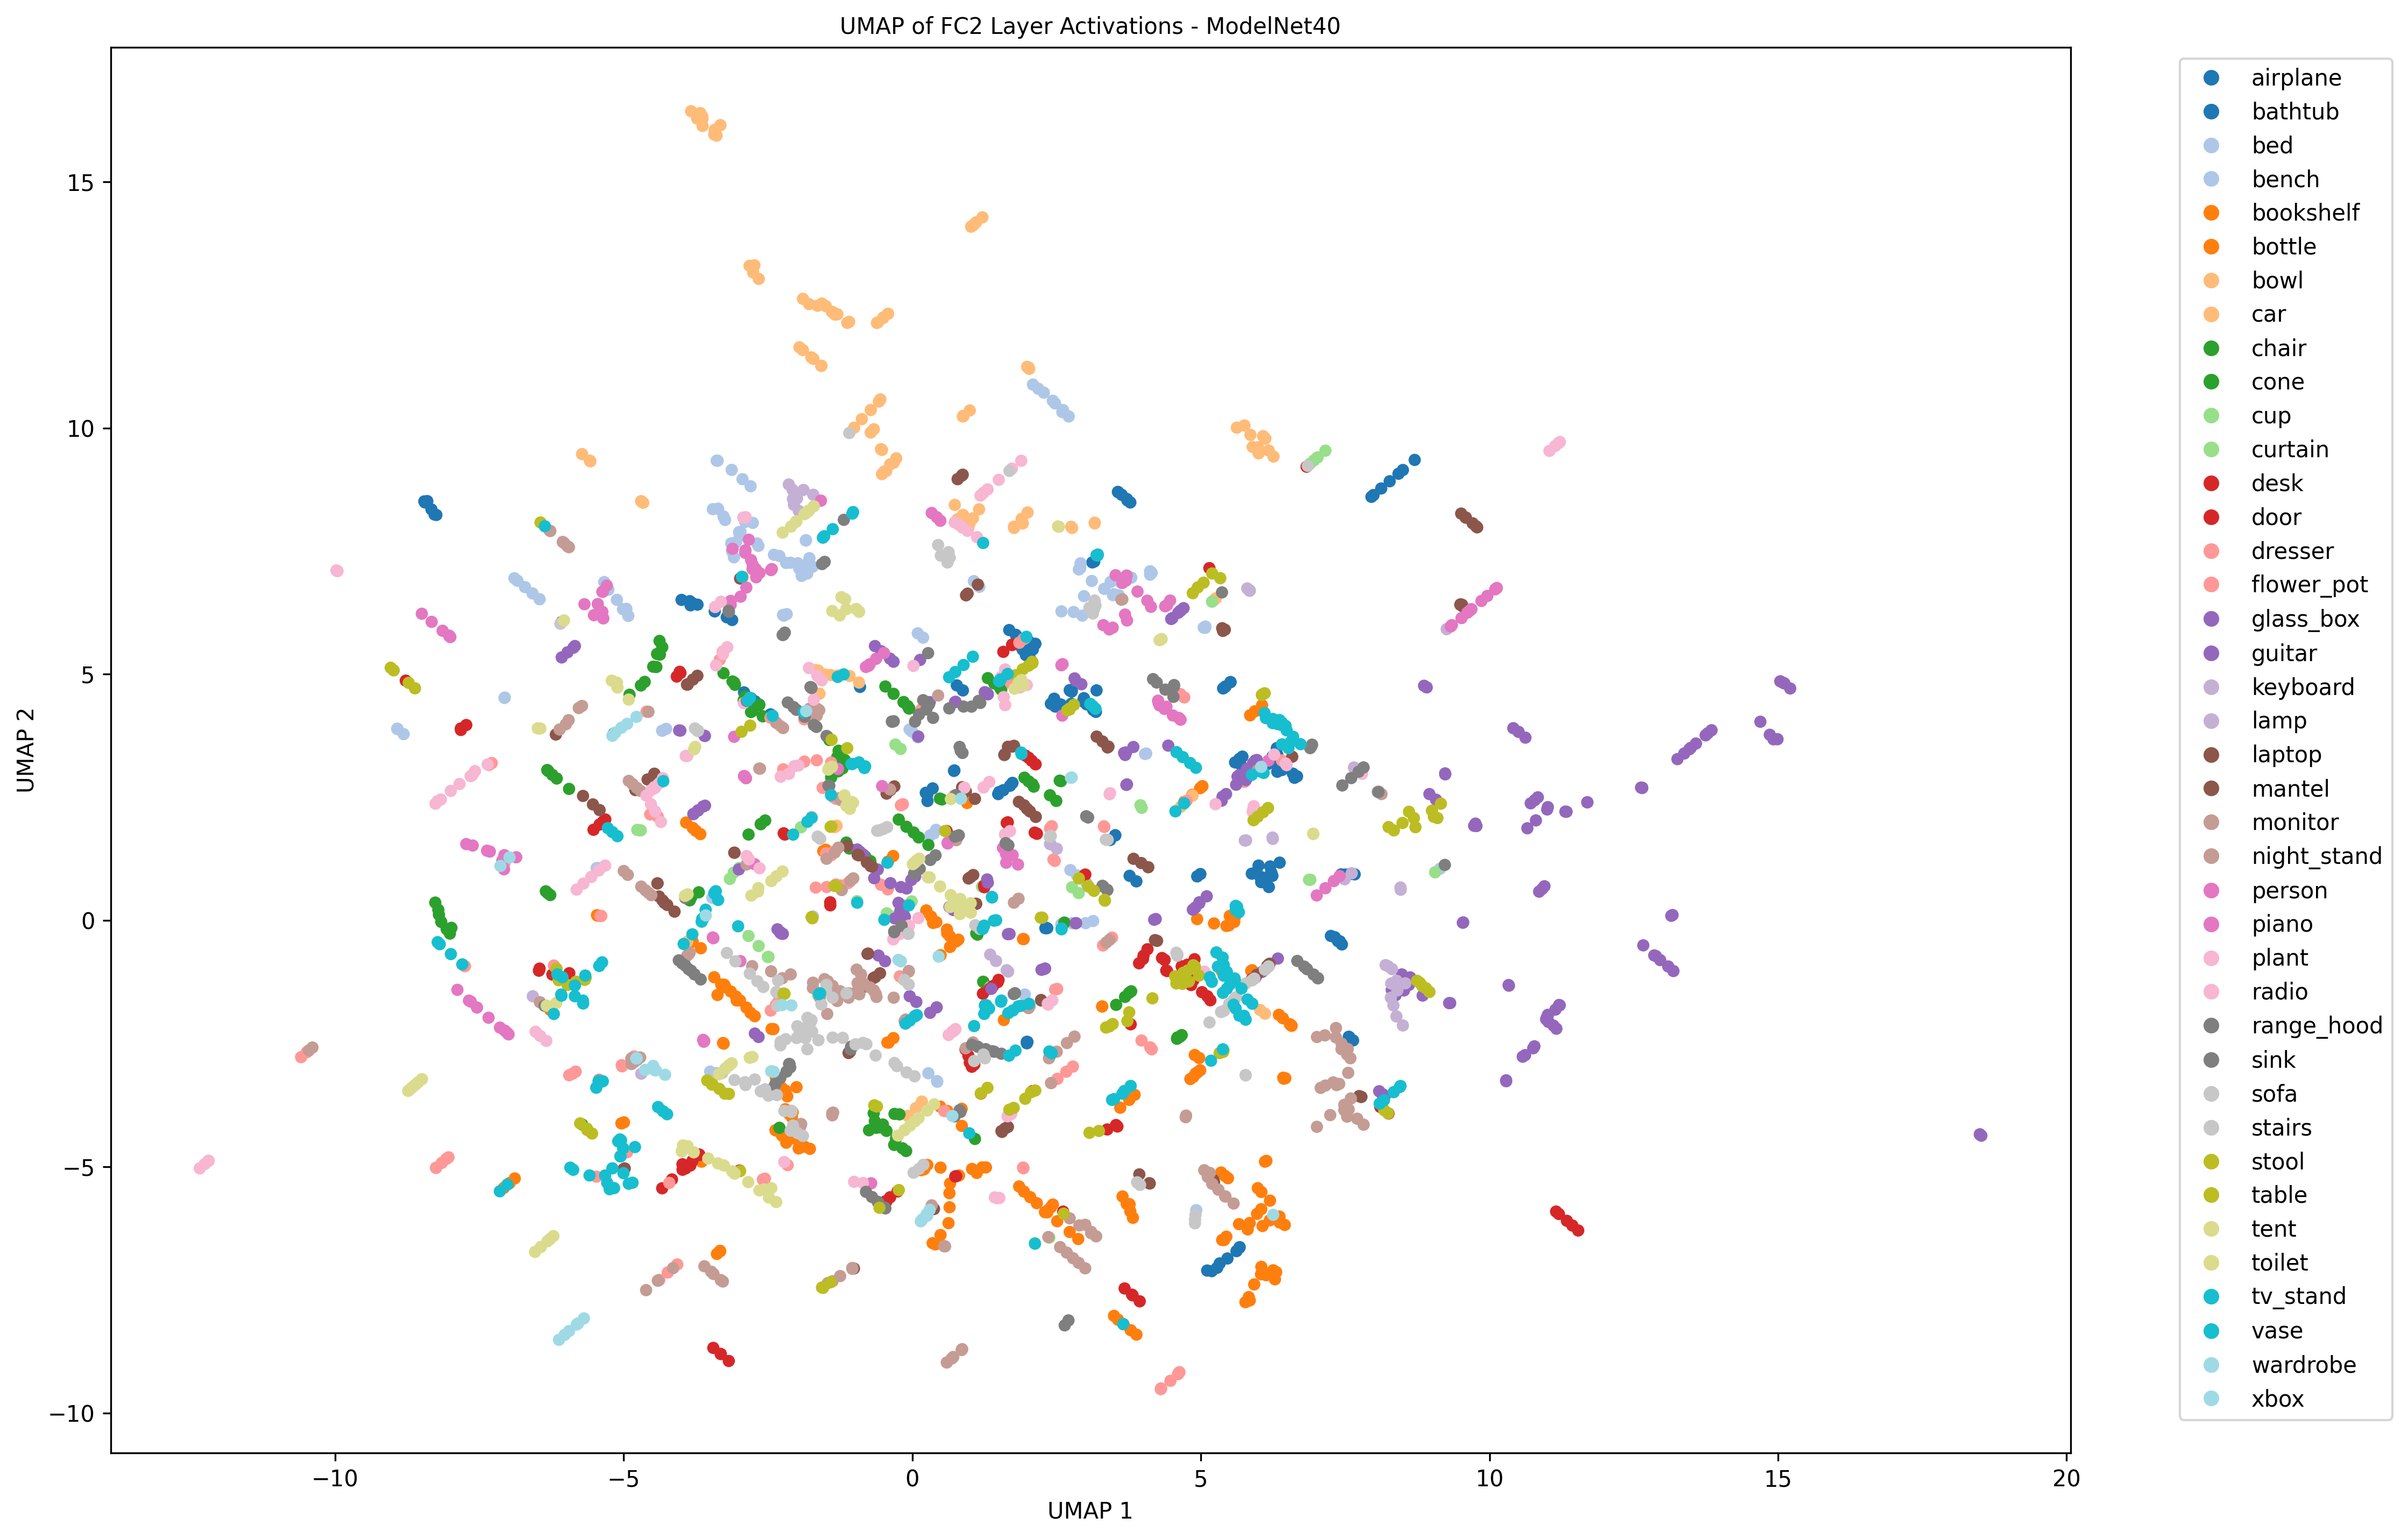 UMAP of FC2 Layer Activations - ModelNet40
15
10
5
0
−5
−10
UMAP 2
−10
−5
0
5
10
15
20
UMAP 1
airplane
bathtub
bed
bench
bookshelf
bottle
bowl
car
chair
cone
cup
curtain
desk
door
dresser
flower_pot
glass_box
guitar
keyboard
lamp
laptop
mantel
monitor
night_stand
person
piano
plant
radio
range_hood
sink
sofa
stairs
stool
table
tent
toilet
tv_stand
vase
wardrobe
xbox